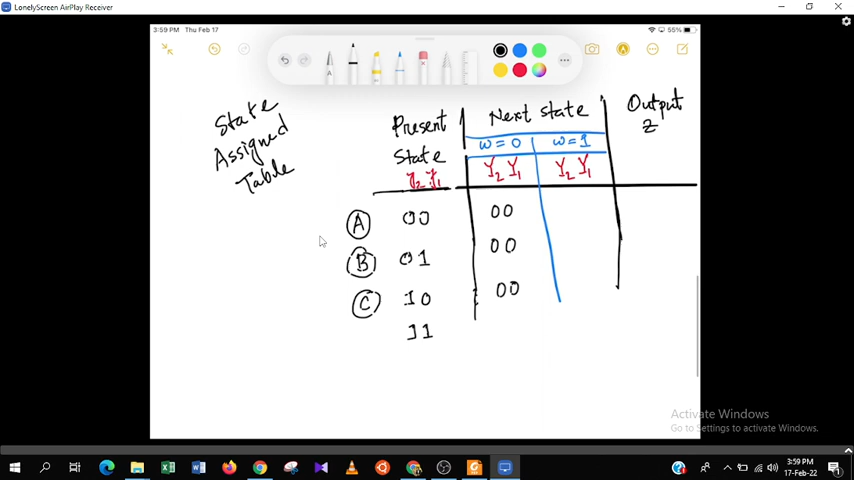 LonelyScreen AirPlay Receiver
3:59 PM Thu Feb 17
55%
State
Assigned
Table
Present
State
y₂ y₁
Next state
w = 0
w = 1
Y₂ Y₁
Y₂ Y₁
Output
z
A 00 00
B 01 00
C 10 00
11
Activate Windows
Go to Settings to activate Windows.
3:59 PM
17-Feb-22